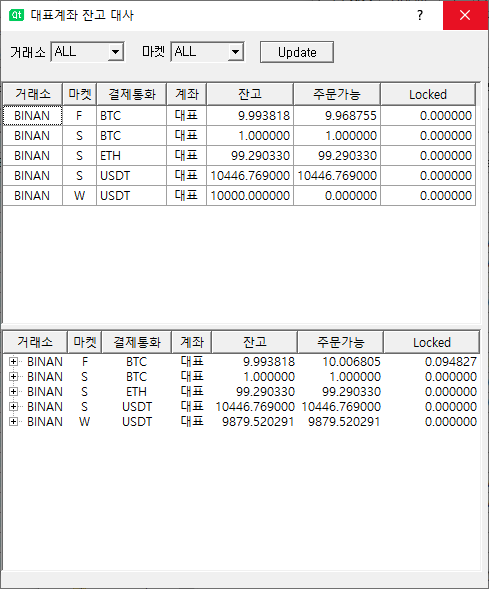 Qt 대표계좌 잔고 대사 ?
거래소 ALL 마켓 ALL Update
거래소 마켓 결제통화 계좌 잔고 주문가능 Locked
BINAN F BTC 대표 9.993818 9.968755 0.000000
BINAN S BTC 대표 1.000000 1.000000 0.000000
BINAN S ETH 대표 99.290330 99.290330 0.000000
BINAN S USDT 대표 10446.769000 10446.769000 0.000000
BINAN W USDT 대표 10000.000000 0.000000 0.000000
거래소 마켓 결제통화 계좌 잔고 주문가능 Locked
BINAN F BTC 대표 9.993818 10.006805 0.094827
BINAN S BTC 대표 1.000000 1.000000 0.000000
BINAN S ETH 대표 99.290330 99.290330 0.000000
BINAN S USDT 대표 10446.769000 10446.769000 0.000000
BINAN W USDT 대표 9879.520291 9879.520291 0.000000